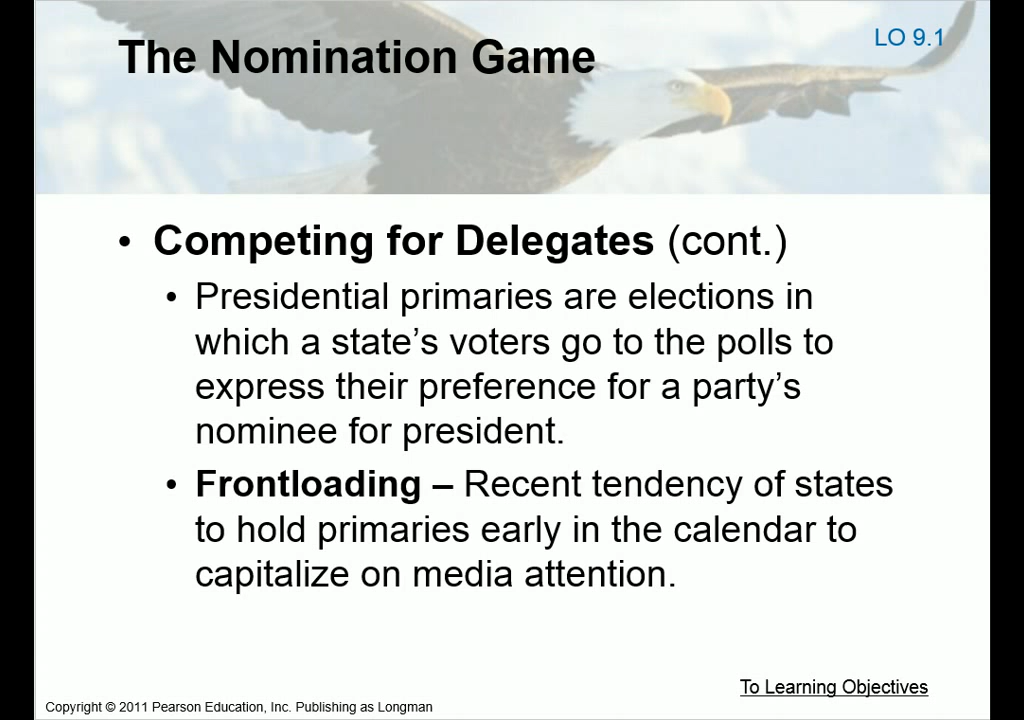 The Nomination Game
LO 9.1
• Competing for Delegates (cont.)
• Presidential primaries are elections in
which a state’s voters go to the polls to
express their preference for a party’s
nominee for president.
• Frontloading – Recent tendency of states
to hold primaries early in the calendar to
capitalize on media attention.
To Learning Objectives
Copyright © 2011 Pearson Education, Inc. Publishing as Longman